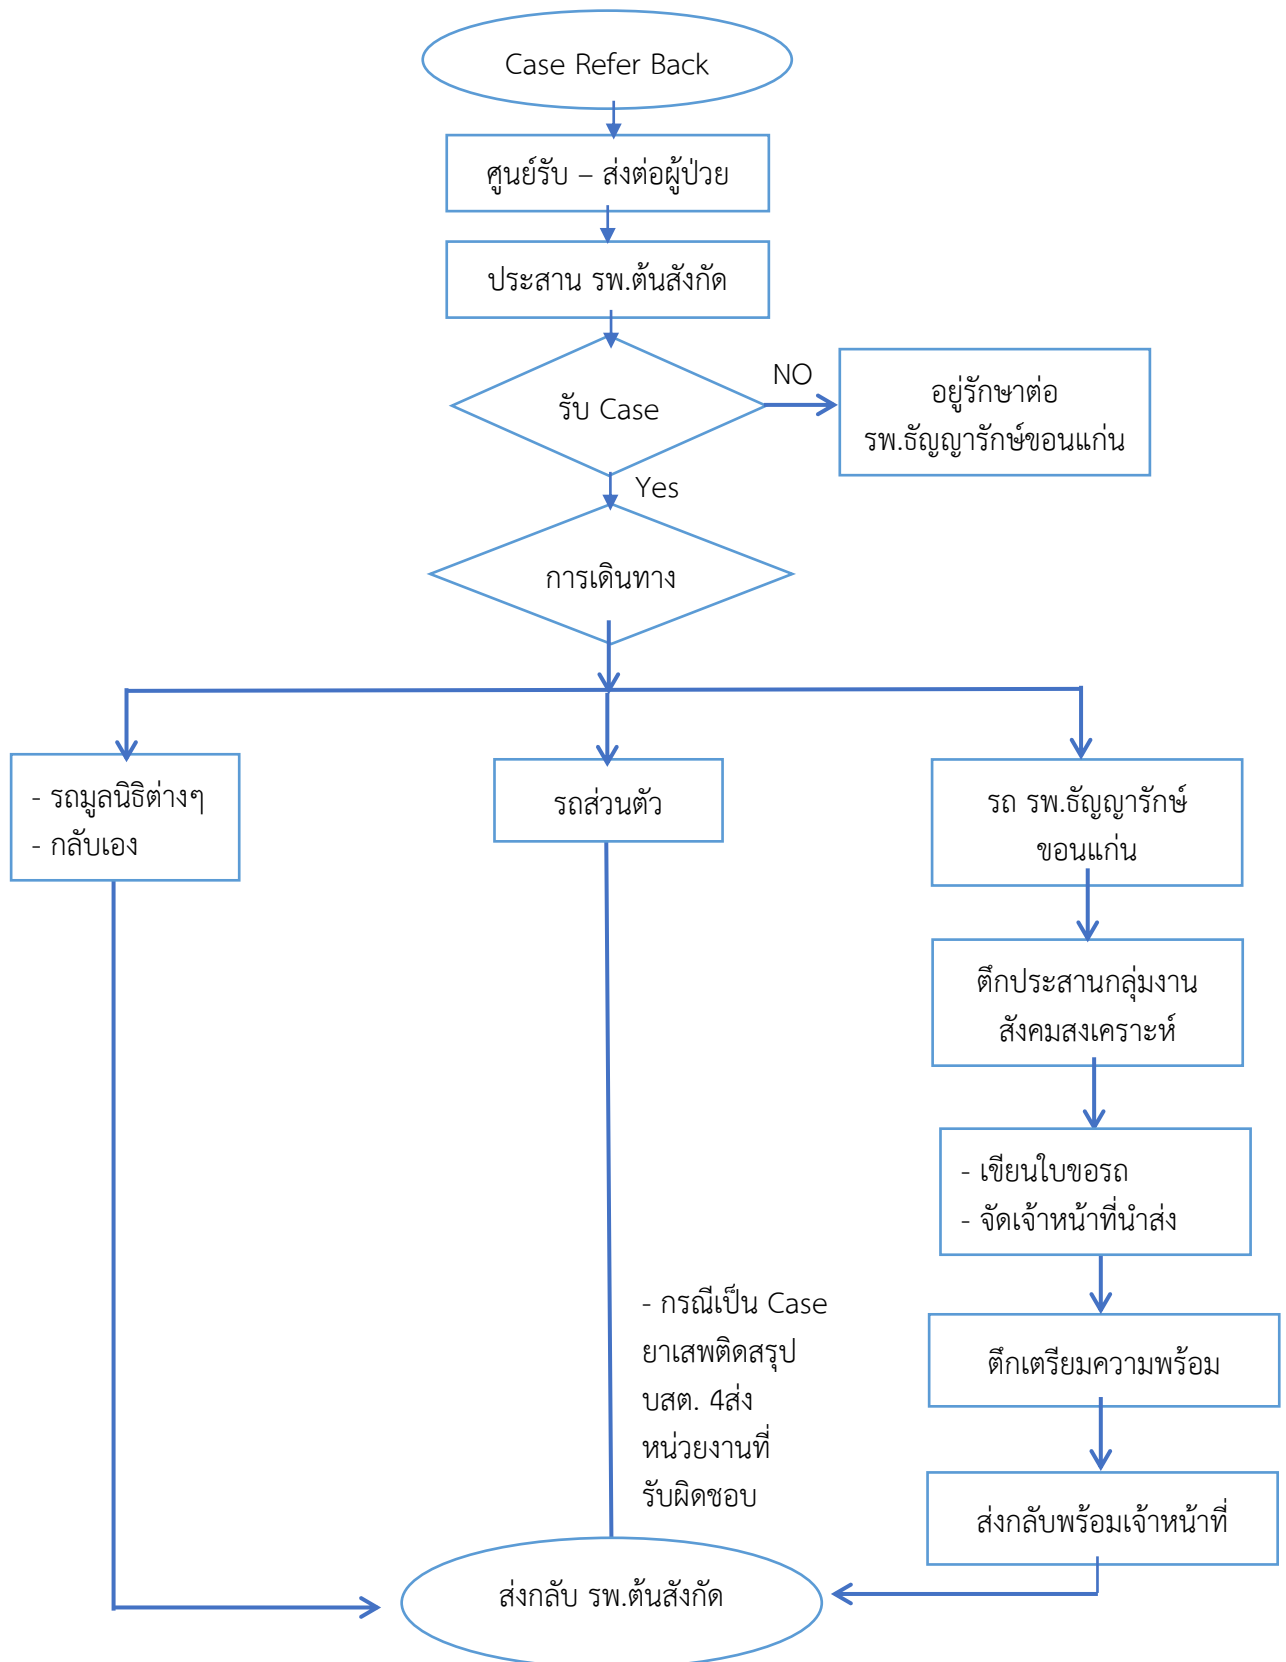 Case Refer Back
ศูนย์รับ – ส่งต่อผู้ป่วย
ประสาน รพ.ต้นสังกัด
รับ Case
NO
อยู่รักษาต่อ
รพ.ธัญญารักษ์ขอนแก่น
Yes
การเดินทาง
- รถมูลนิธิต่างๆ
- กลับเอง
รถส่วนตัว
รถ รพ.ธัญญารักษ์
ขอนแก่น
ตึกประสานกลุ่มงาน
สังคมสงเคราะห์
- เขียนใบขอรถ
- จัดเจ้าหน้าที่นำส่ง
- กรณีเป็น Case
ยาเสพติดสรุป
บสต. 4ส่ง
หน่วยงานที่
รับผิดชอบ
ตึกเตรียมความพร้อม
ส่งกลับพร้อมเจ้าหน้าที่
ส่งกลับ รพ.ต้นสังกัด